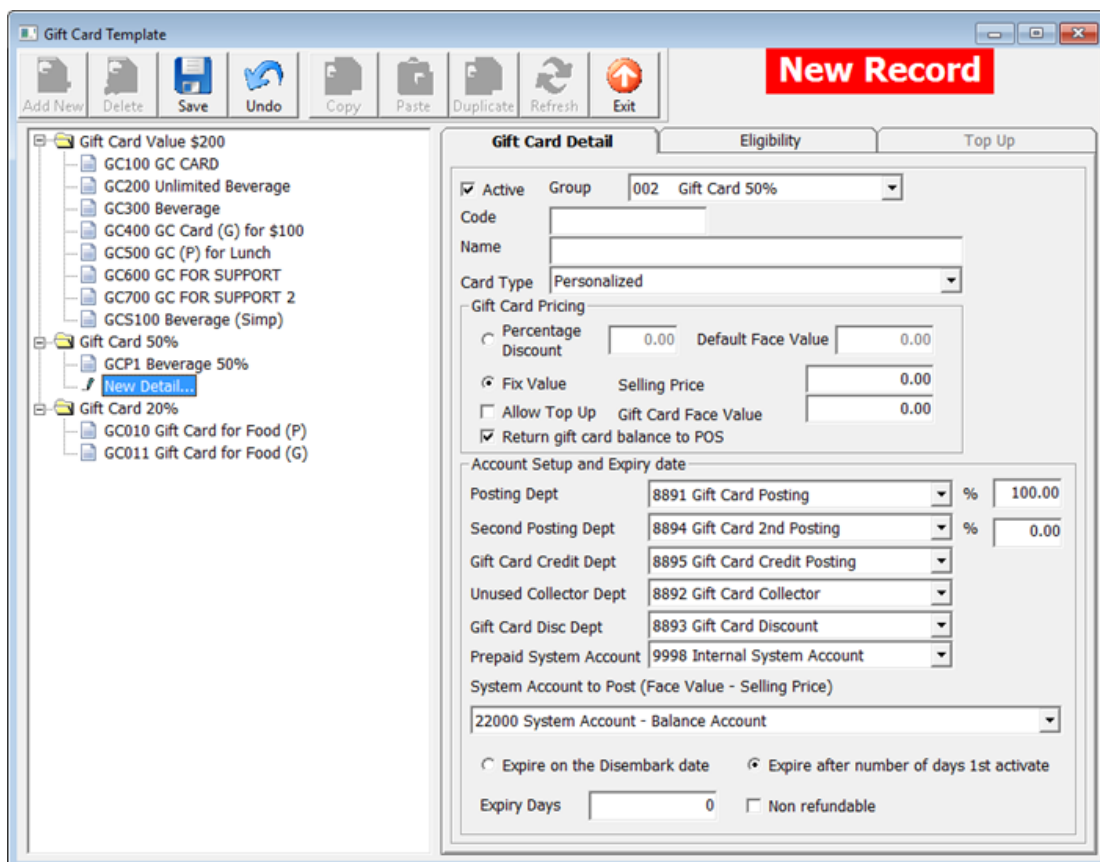 Gift Card Template
New Record
Add New Delete Save Undo Copy Paste Duplicate Refresh Exit
Gift Card Value $200
GC100 GC CARD
GC200 Unlimited Beverage
GC300 Beverage
GC400 GC Card (G) for $100
GC500 GC (P) for Lunch
GC600 GC FOR SUPPORT
GC700 GC FOR SUPPORT 2
GCS100 Beverage (Simp)
Gift Card 50%
GCP1 Beverage 50%
New Detail...
Gift Card 20%
GC010 Gift Card for Food (P)
GC011 Gift Card for Food (G)
Gift Card Detail Eligibility Top Up
Active Group 002 Gift Card 50%
Code
Name
Card Type Personalized
Gift Card Pricing
Percentage Discount 0.00 Default Face Value 0.00
Fix Value Selling Price 0.00
Allow Top Up Gift Card Face Value 0.00
Return gift card balance to POS
Account Setup and Expiry date
Posting Dept 8891 Gift Card Posting % 100.00
Second Posting Dept 8894 Gift Card 2nd Posting % 0.00
Gift Card Credit Dept 8895 Gift Card Credit Posting
Unused Collector Dept 8892 Gift Card Collector
Gift Card Disc Dept 8893 Gift Card Discount
Prepaid System Account 9998 Internal System Account
System Account to Post (Face Value - Selling Price)
22000 System Account - Balance Account
Expire on the Disembark date Expire after number of days 1st activate
Expiry Days 0 Non refundable